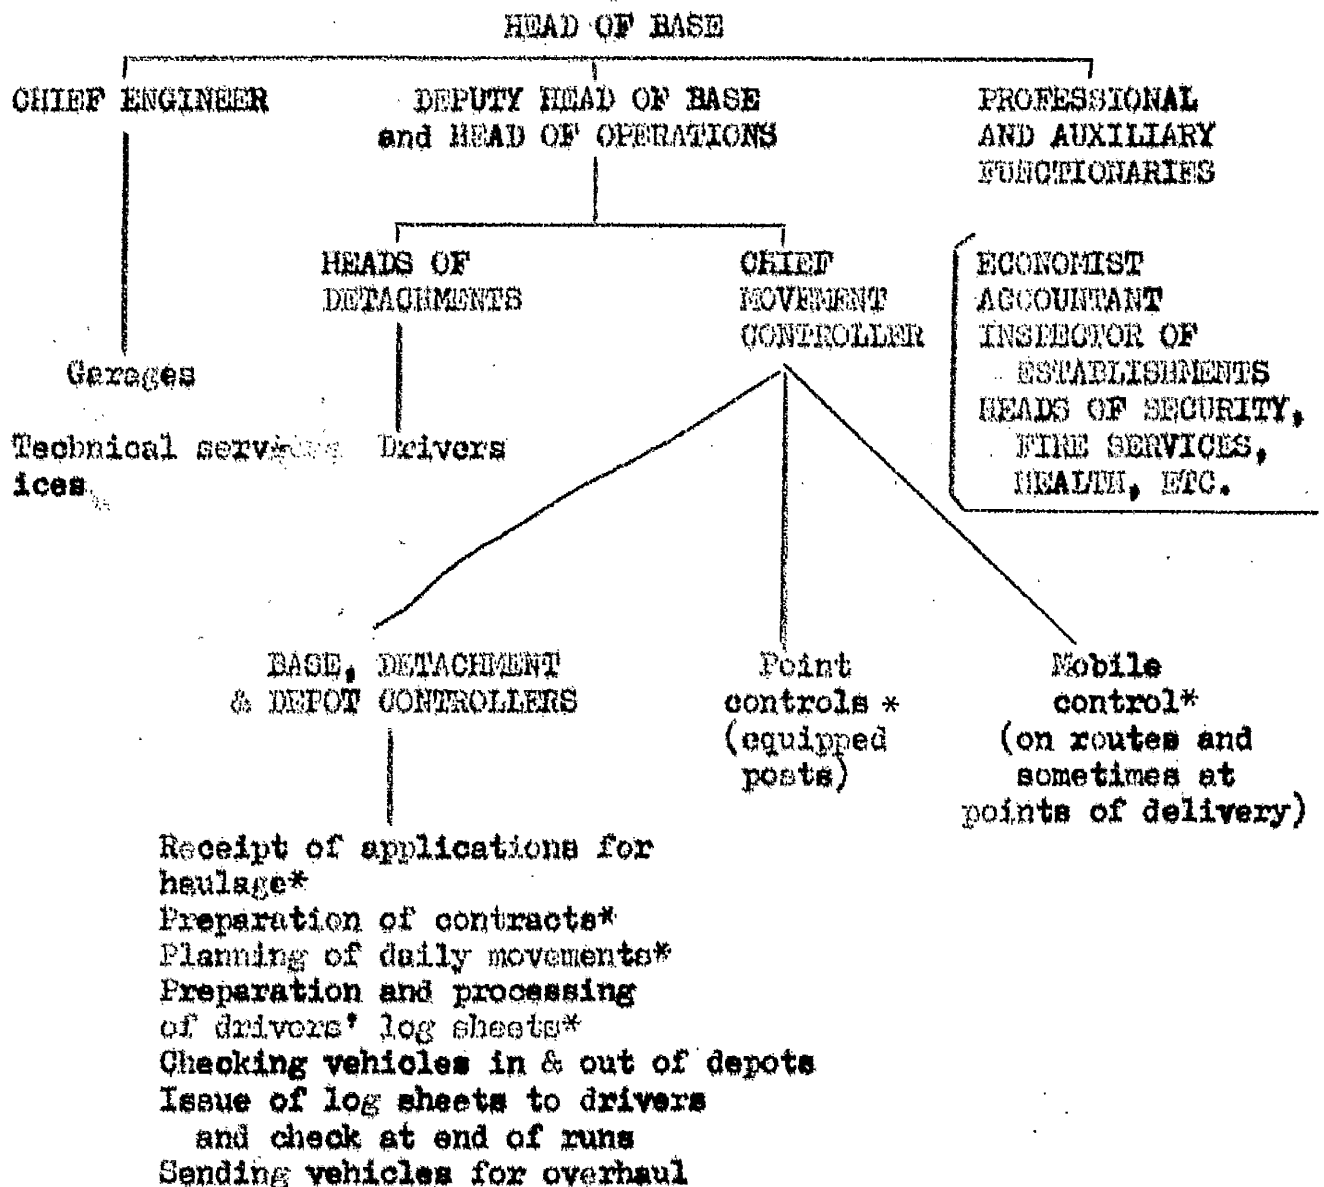 HEAD OF BASE
CHIEF ENGINEER
DEPUTY HEAD OF BASE
and HEAD OF OPERATIONS
PROFESSIONAL
AND AUXILIARY
FUNCTIONARIES
HEADS OF
DETACHMENTS
CHIEF
MOVEMENT
CONTROLLER
ECONOMIST
ACCOUNTANT
INSPECTOR OF
ESTABLISHMENTS
HEADS OF SECURITY,
FIRE SERVICES,
HEALTH, ETC.
Garages
Technical serv
ices
Drivers
BASE, DETACHMENT
& DEPOT CONTROLLERS
Point
controls *
(equipped
posts)
Mobile
control*
(on routes and
sometimes at
points of delivery)
Receipt of applications for
haulage*
Preparation of contracts*
Planning of daily movements*
Preparation and processing
of drivers' log sheets*
Checking vehicles in & out of depots
Issue of log sheets to drivers
and check at end of runs
Sending vehicles for overhaul